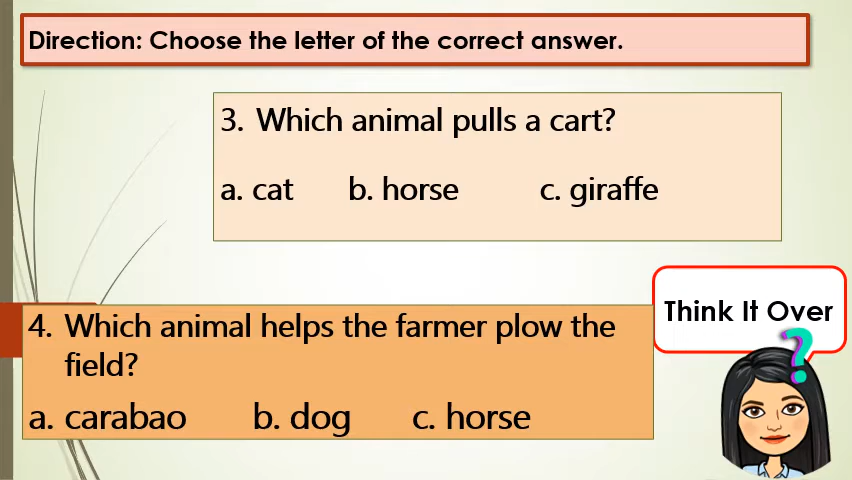 Direction: Choose the letter of the correct answer.
3. Which animal pulls a cart?
a. cat b. horse c. giraffe
Think It Over
4. Which animal helps the farmer plow the
field?
a. carabao b. dog c. horse
?